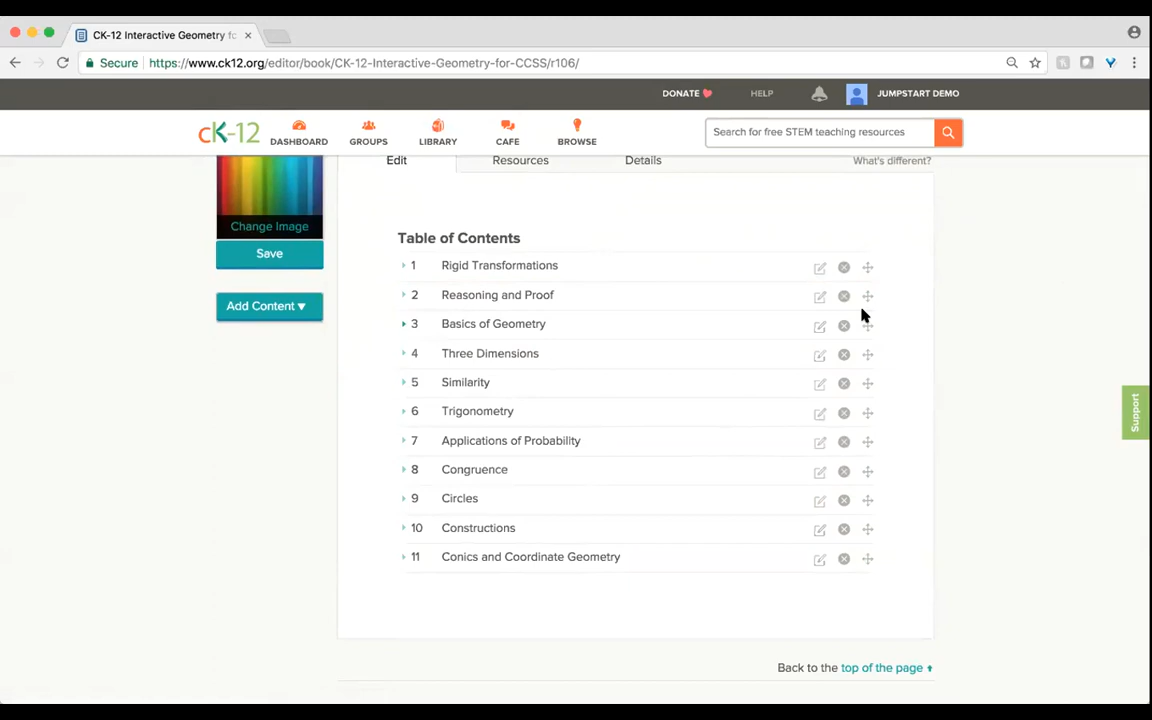 CK-12 Interactive Geometry fo
Secure https://www.ck12.org/editor/book/CK-12-Interactive-Geometry-for-CCSS/r106/
DONATE HELP JUMPSTART DEMO
cK-12 DASHBOARD GROUPS LIBRARY CAFE BROWSE Search for free STEM teaching resources
Edit Resources Details What's different?
Change Image
Save
Add Content
Table of Contents
1 Rigid Transformations
2 Reasoning and Proof
3 Basics of Geometry
4 Three Dimensions
5 Similarity
6 Trigonometry
7 Applications of Probability
8 Congruence
9 Circles
10 Constructions
11 Conics and Coordinate Geometry
Support
Back to the top of the page